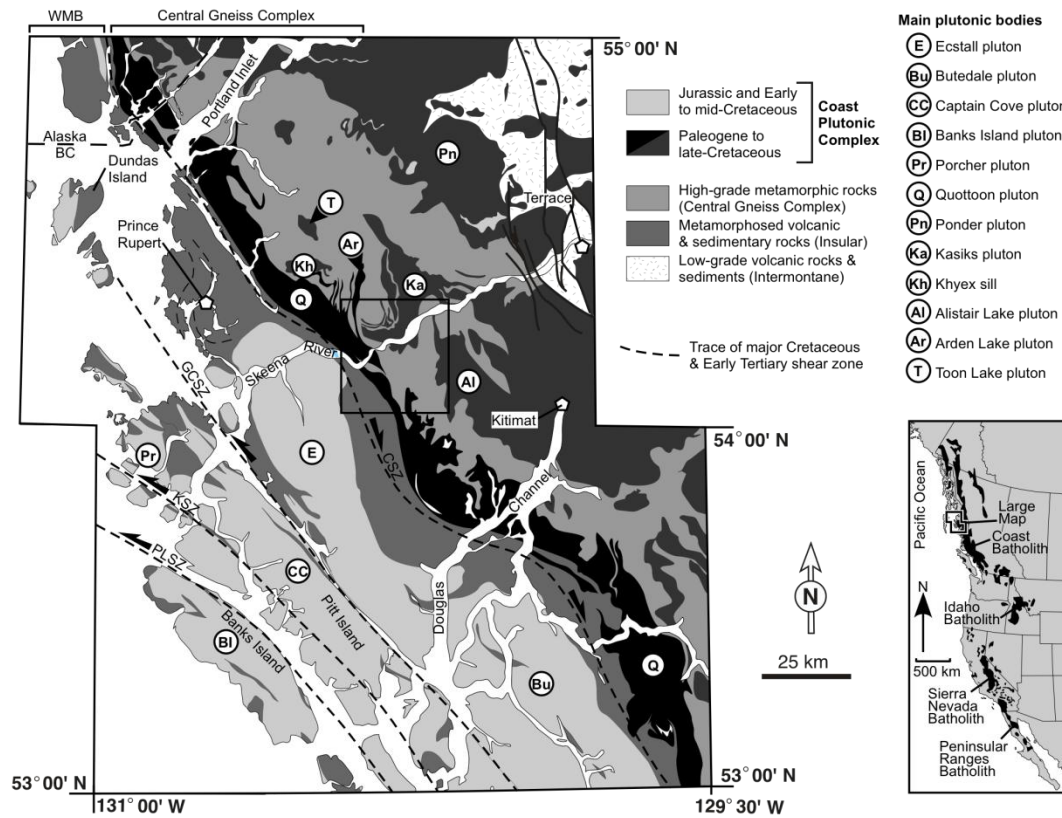 WMB
Central Gneiss Complex
55° 00' N
Portland Inlet
Alaska
BC
Dundas
Island
Prince
Rupert
Pn
Terrace
T
Ar
Kh
Q
Ka
Skeena
River
Al
Kitimat
GCSZ
E
CSZ
Pr
KSZ
PLSZ
CC
Pitt Island
Banks Island
Bl
Channel
Douglas
Bu
Q
54° 00' N
N
25 km
53° 00' N
131° 00' W
53° 00' N
129° 30' W
Jurassic and Early
to mid-Cretaceous
Paleogene to
late-Cretaceous
Coast
Plutonic
Complex
High-grade metamorphic rocks
(Central Gneiss Complex)
Metamorphosed volcanic
& sedimentary rocks (Insular)
Low-grade volcanic rocks &
sediments (Intermontane)
Trace of major Cretaceous
& Early Tertiary shear zone
Main plutonic bodies
E Ecstall pluton
Bu Butedale pluton
CC Captain Cove pluton
Bl Banks Island pluton
Pr Porcher pluton
Q Quottoon pluton
Pn Ponder pluton
Ka Kasiks pluton
Kh Khyex sill
Al Alistair Lake pluton
Ar Arden Lake pluton
T Toon Lake pluton
Pacific Ocean
Large
Map
Coast
Batholith
N
Idaho
Batholith
500 km
Sierra
Nevada
Batholith
Peninsular
Ranges
Batholith